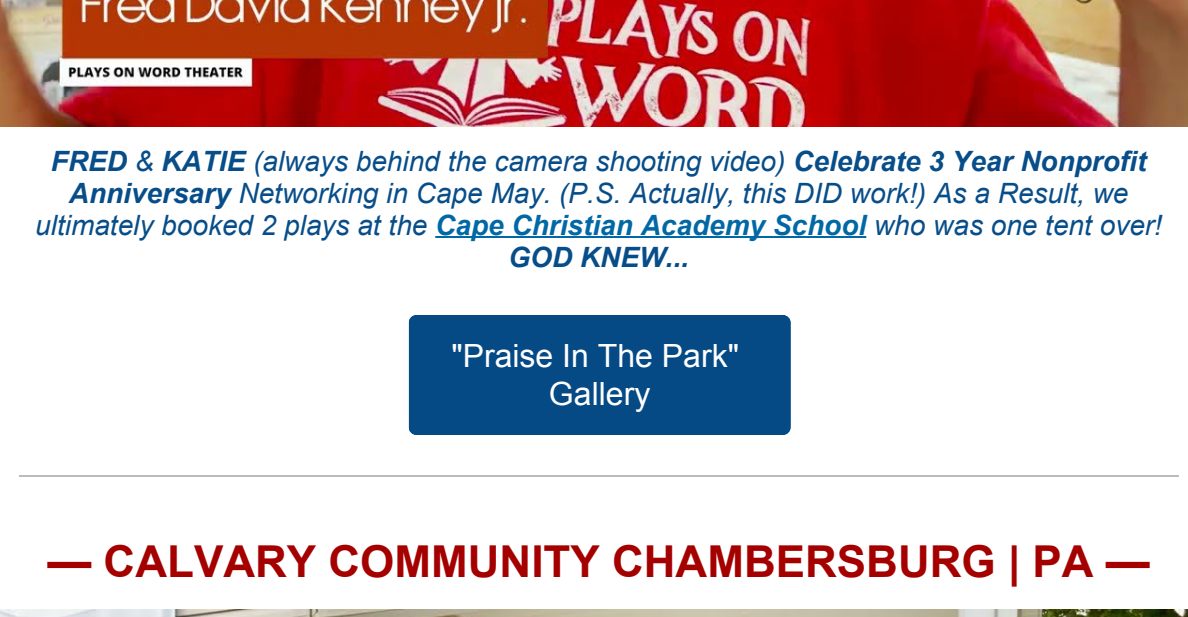 Fred David Kenney Jr.
PLAYS ON WORD THEATER
PLAYS ON
WORD
FRED & KATIE (always behind the camera shooting video) Celebrate 3 Year Nonprofit
Anniversary Networking in Cape May. (P.S. Actually, this DID work!) As a Result, we
ultimately booked 2 plays at the Cape Christian Academy School who was one tent over!
GOD KNEW...
"Praise In The Park"
Gallery
— CALVARY COMMUNITY CHAMBERSBURG | PA —